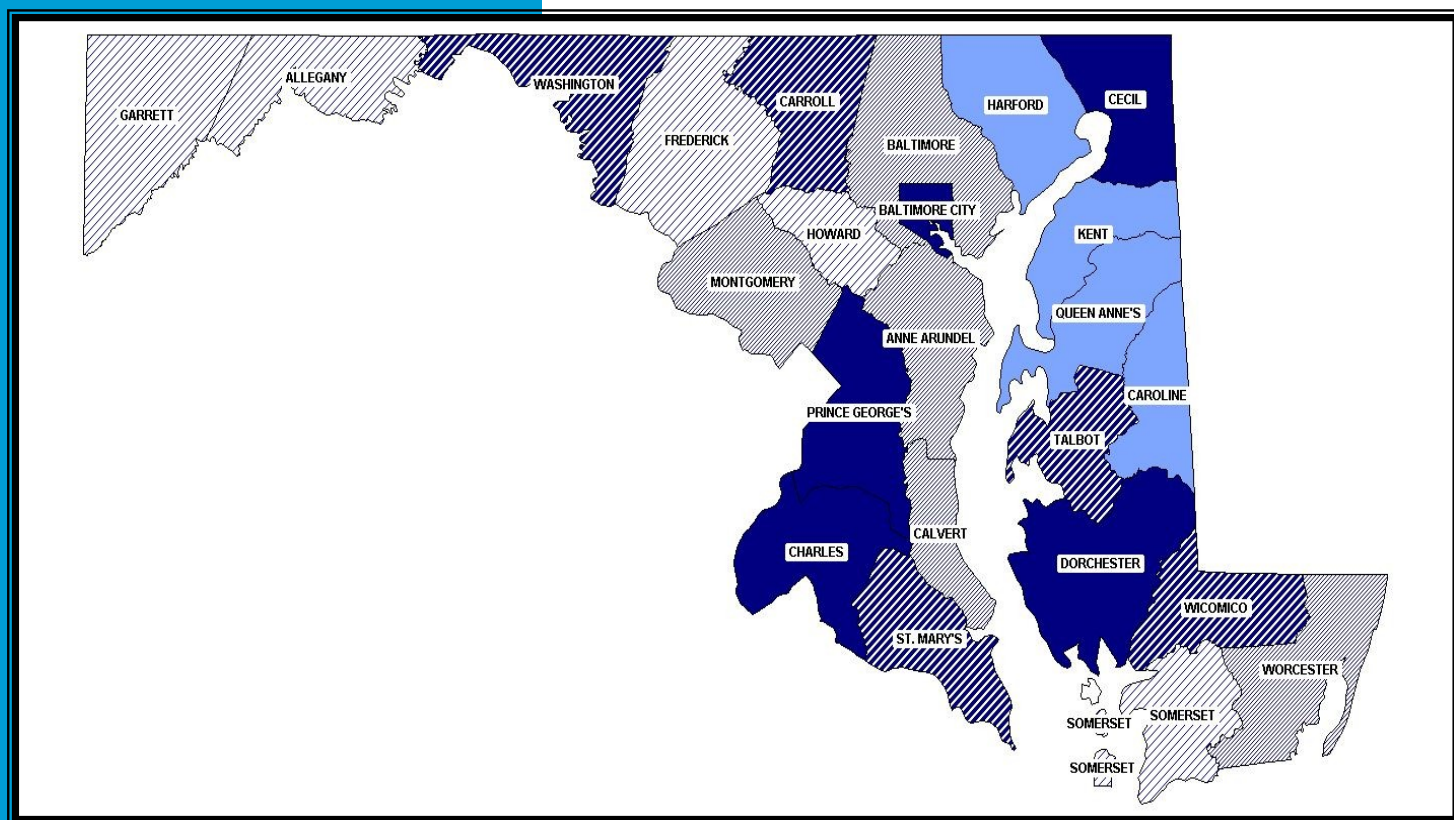 GARRETT
ALLEGANY
WASHINGTON
FREDERICK
CARROLL
BALTIMORE
HARFORD
CECIL
BALTIMORE CITY
HOWARD
KENT
MONTGOMERY
QUEEN ANNE'S
ANNE ARUNDEL
CAROLINE
PRINCE GEORGE'S
TALBOT
CALVERT
CHARLES
DORCHESTER
WICOMICO
ST. MARY'S
WORCESTER
SOMERSET
SOMERSET
SOMERSET